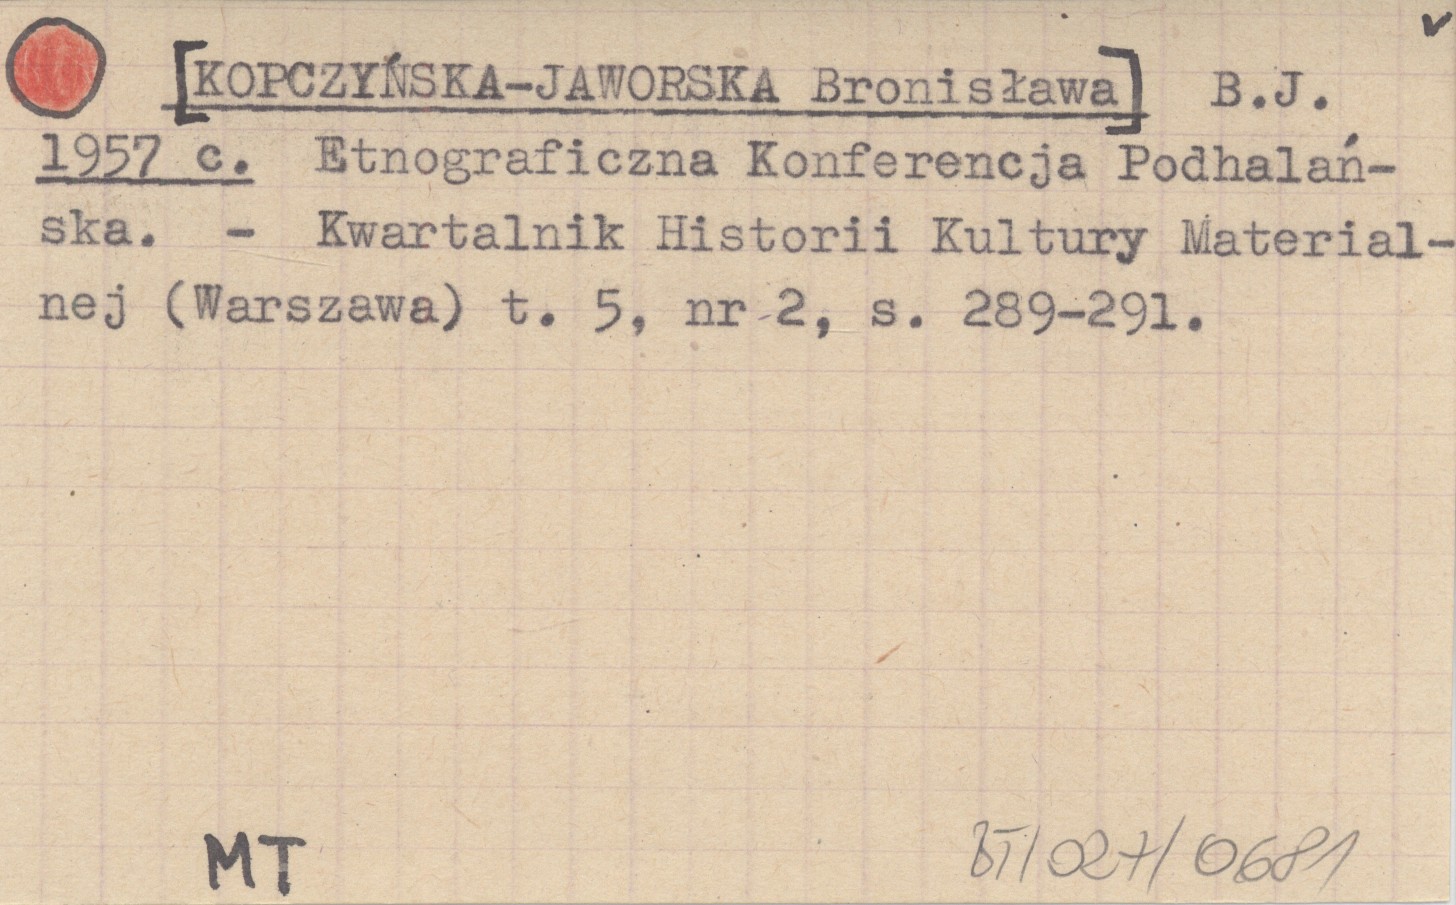 [KOPCZYŃSKA-JAWORSKA Bronisława] B.J.
1957 c. Etnograficzna Konferencja Podhalań-
ska. - Kwartalnik Historii Kultury Material-
nej (Warszawa) t. 5, nr 2, s. 289-291.
MT
BT/027/0681